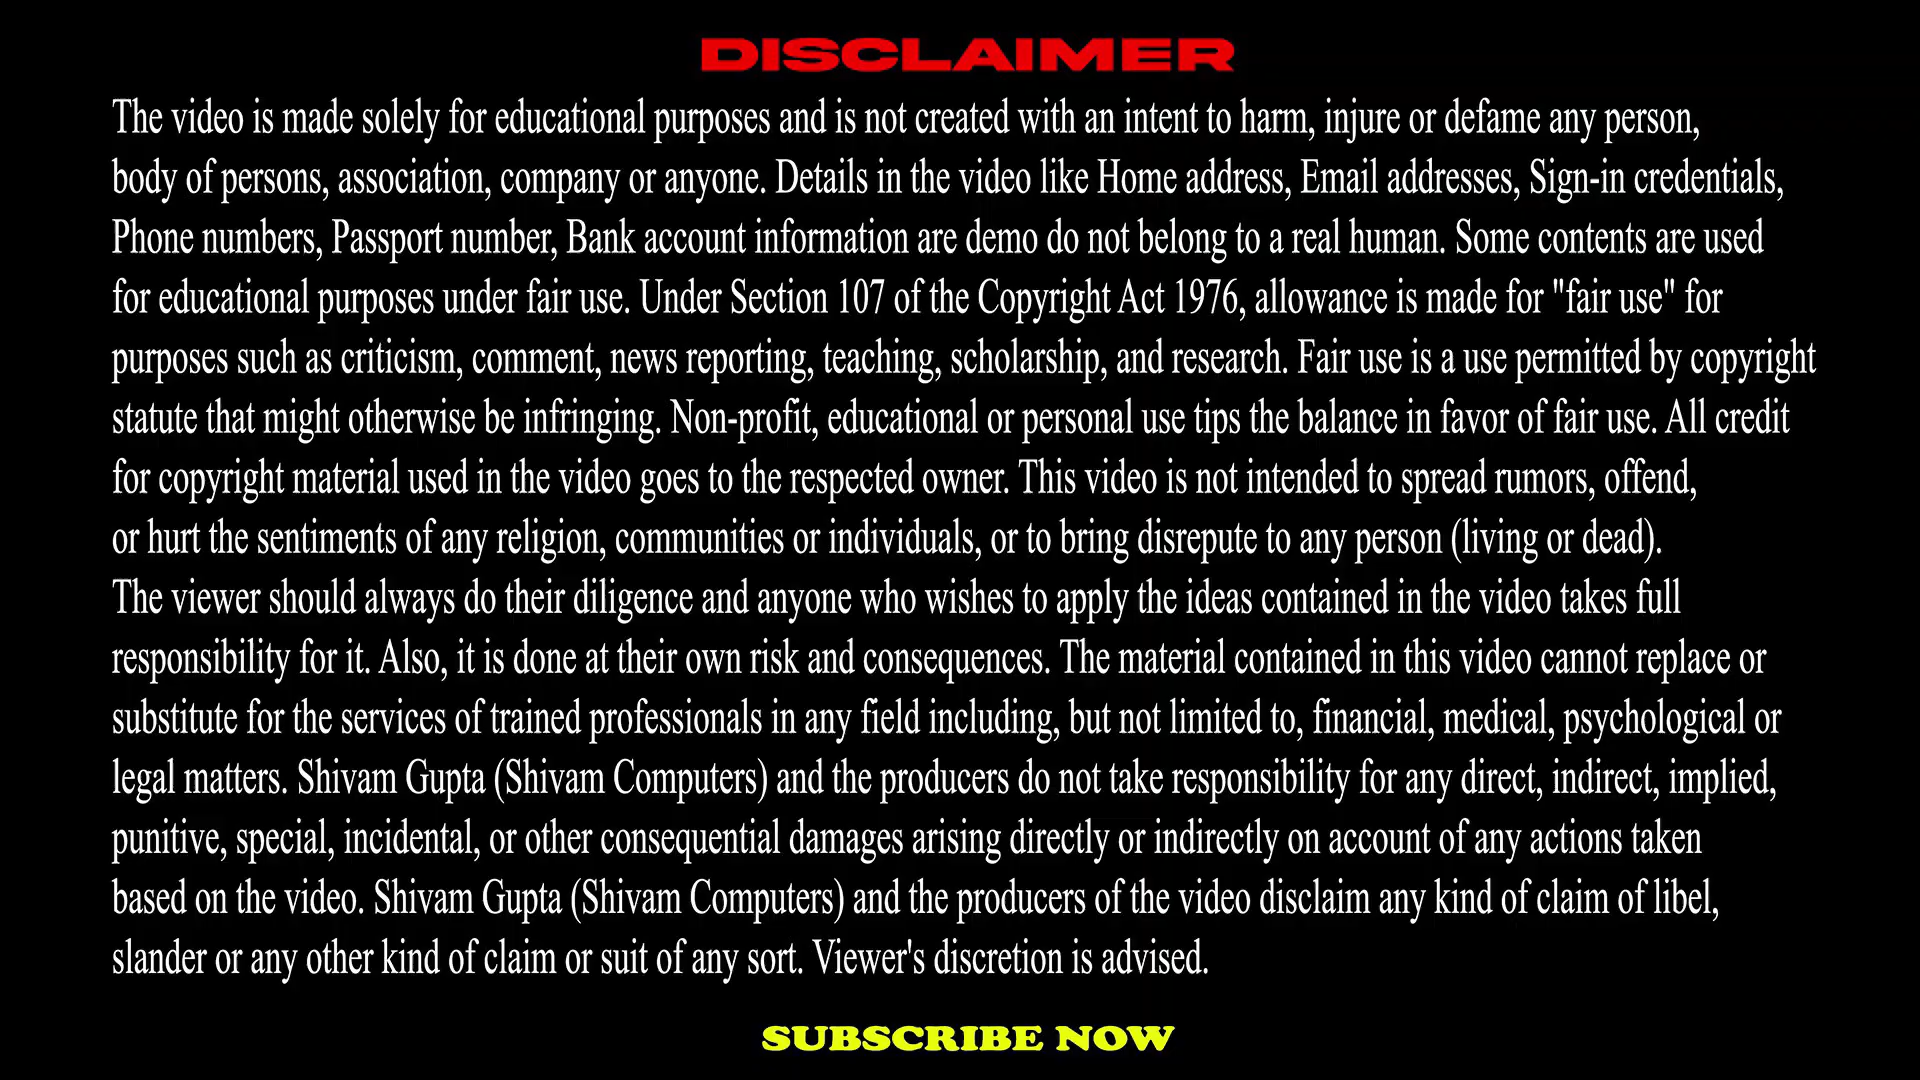 DISCLAIMER
The video is made solely for educational purposes and is not created with an intent to harm, injure or defame any person,
body of persons, association, company or anyone. Details in the video like Home address, Email addresses, Sign-in credentials,
Phone numbers, Passport number, Bank account information are demo do not belong to a real human. Some contents are used
for educational purposes under fair use. Under Section 107 of the Copyright Act 1976, allowance is made for "fair use" for
purposes such as criticism, comment, news reporting, teaching, scholarship, and research. Fair use is a use permitted by copyright
statute that might otherwise be infringing. Non-profit, educational or personal use tips the balance in favor of fair use. All credit
for copyright material used in the video goes to the respected owner. This video is not intended to spread rumors, offend,
or hurt the sentiments of any religion, communities or individuals, or to bring disrepute to any person (living or dead).
The viewer should always do their diligence and anyone who wishes to apply the ideas contained in the video takes full
responsibility for it. Also, it is done at their own risk and consequences. The material contained in this video cannot replace or
substitute for the services of trained professionals in any field including, but not limited to, financial, medical, psychological or
legal matters. Shivam Gupta (Shivam Computers) and the producers do not take responsibility for any direct, indirect, implied,
punitive, special, incidental, or other consequential damages arising directly or indirectly on account of any actions taken
based on the video. Shivam Gupta (Shivam Computers) and the producers of the video disclaim any kind of claim of libel,
slander or any other kind of claim or suit of any sort. Viewer's discretion is advised.
SUBSCRIBE NOW